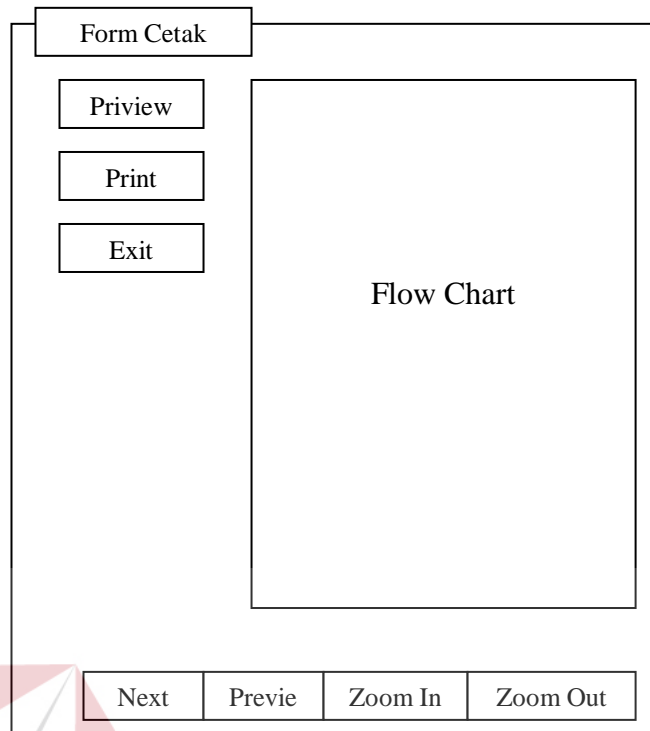 Form Cetak
Priview
Print
Exit
Flow Chart
Next Previe Zoom In Zoom Out